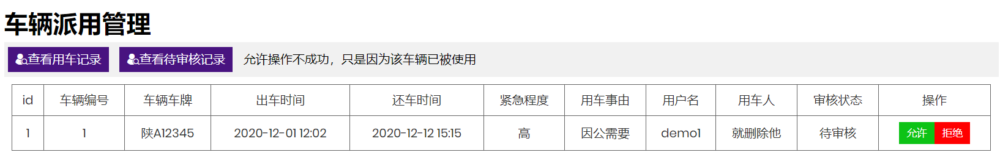 车辆派用管理
查看用车记录 查看待审核记录 允许操作不成功，只是因为该车辆已被使用
id 车辆编号 车辆车牌 出车时间 还车时间 紧急程度 用车事由 用户名 用车人 审核状态 操作
1 1 陕A12345 2020-12-01 12:02 2020-12-12 15:15 高 因公需要 demo1 就删除他 待审核 允许 拒绝